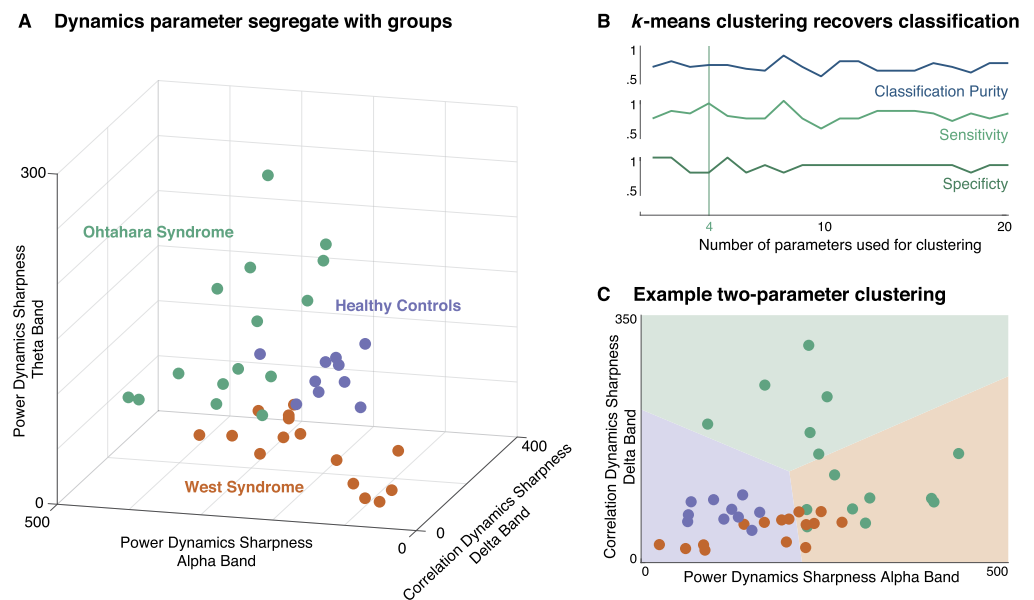 A Dynamics parameter segregate with groups
300
0
500
0
0
400
Power Dynamics Sharpness
Theta Band
Power Dynamics Sharpness
Alpha Band
Correlation Dynamics Sharpness
Delta Band
Ohtahara Syndrome
Healthy Controls
West Syndrome
B k-means clustering recovers classification
1
.5
Classification Purity
1
.5
Sensitivity
1
.5
Specificty
4
10
20
Number of parameters used for clustering
C Example two-parameter clustering
350
0
0
500
Correlation Dynamics Sharpness
Delta Band
Power Dynamics Sharpness Alpha Band